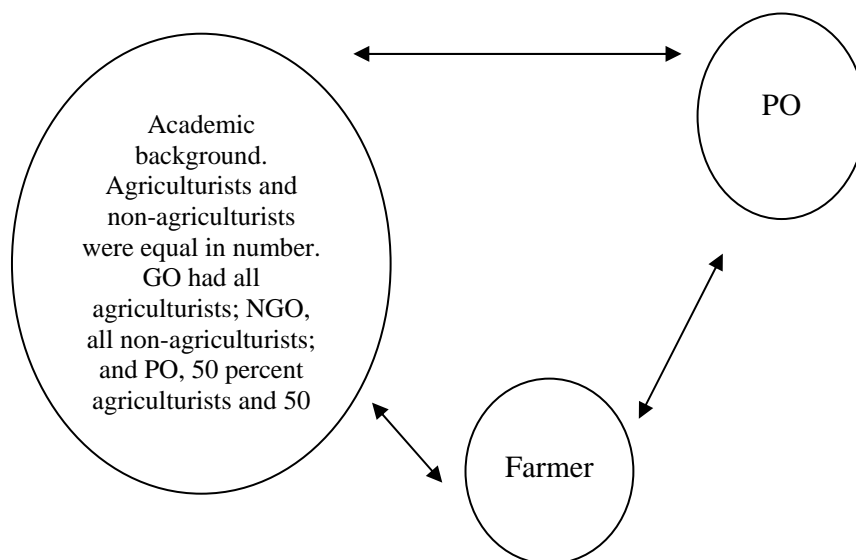 Academic
background.
Agriculturists and
non-agriculturists
were equal in number.
GO had all
agriculturists; NGO,
all non-agriculturists;
and PO, 50 percent
agriculturists and 50
PO
Farmer